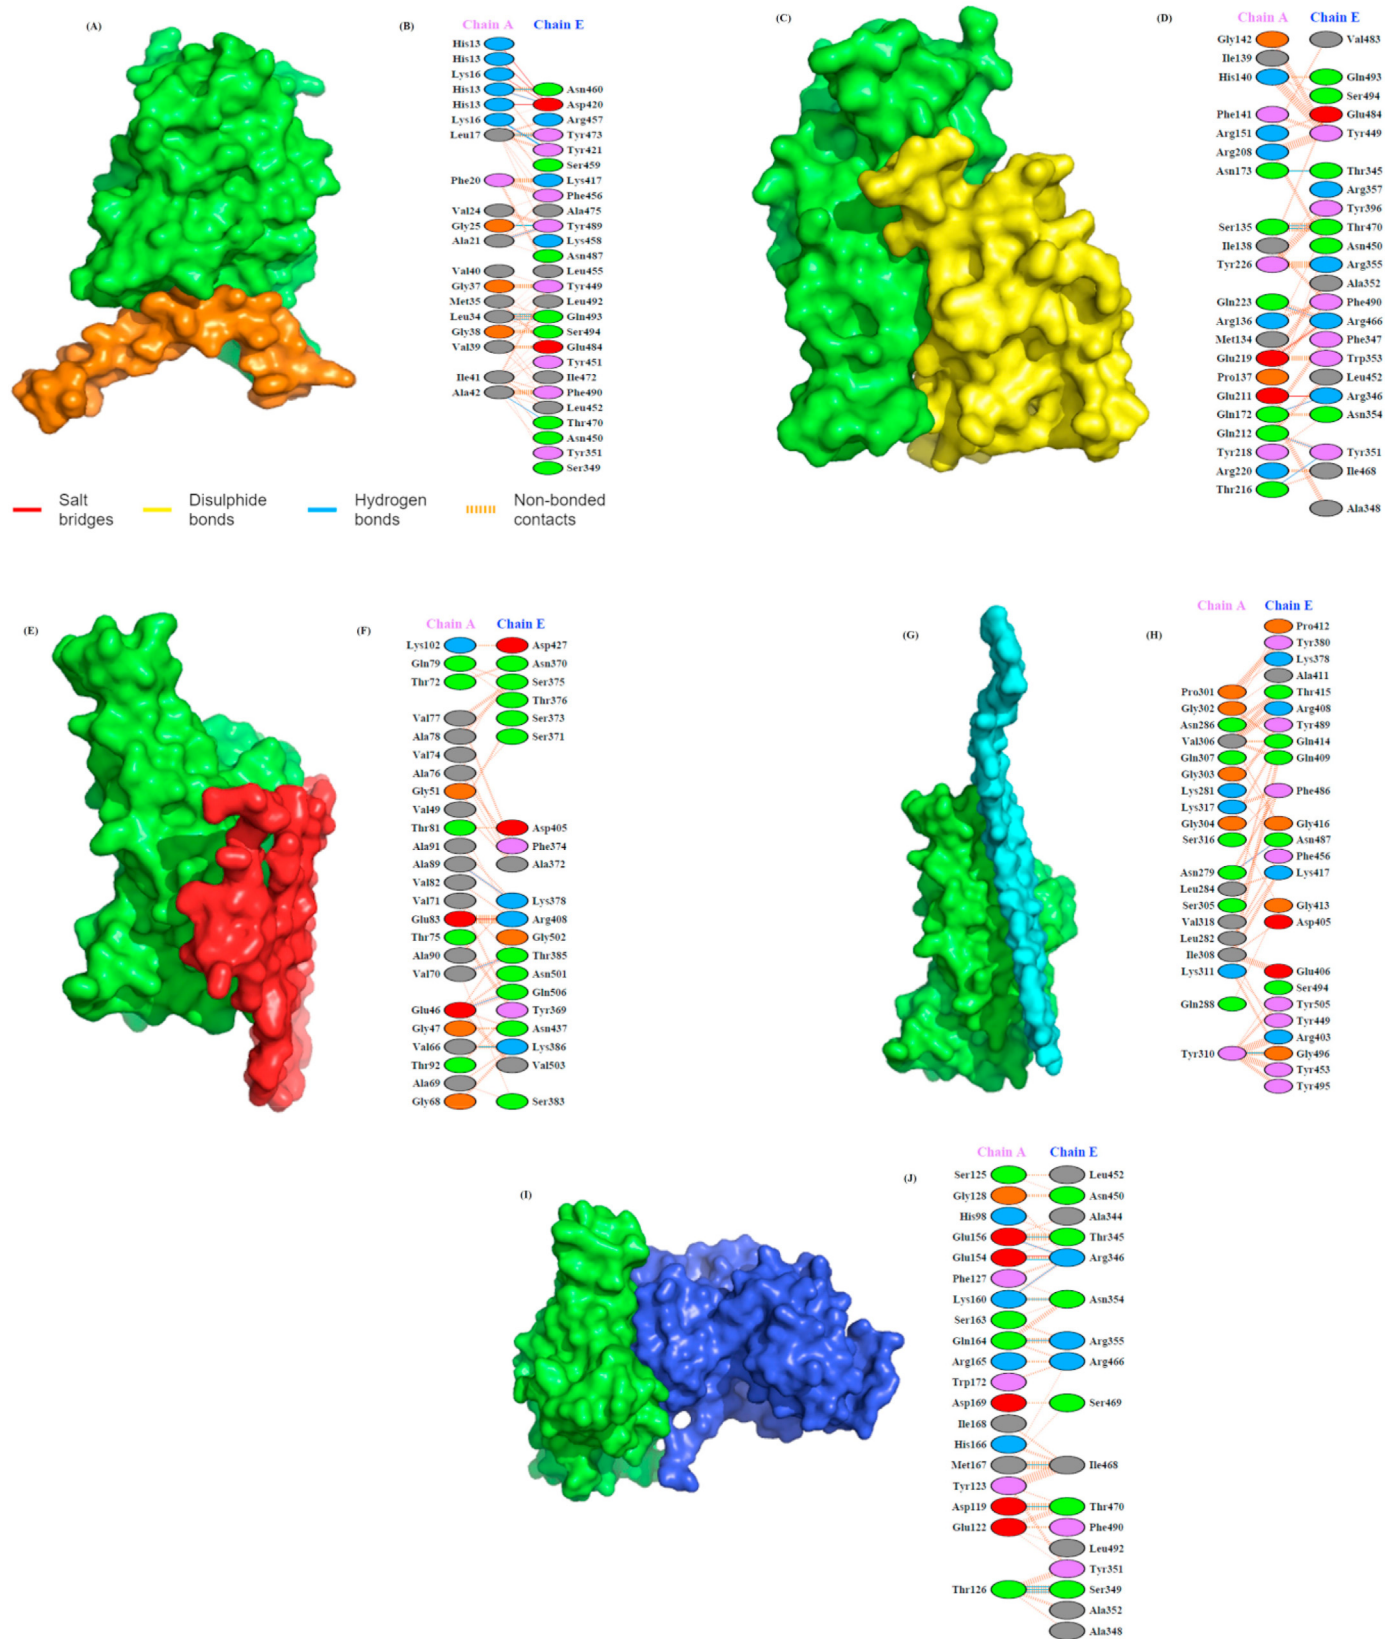 (A)
(B)
Chain A Chain E
His13
His13
Lys16
His13 Asn460
His13 Asp420
Lys16 Arg457
Leu17 Tyr473
Tyr421
Ser459
Phe20 Lys417
Phe456
Val24 Ala475
Gly25 Tyr489
Ala21 Lys458
Asn487
Val40 Leu455
Gly37 Tyr449
Met35 Leu492
Leu34 Gln493
Gly38 Ser494
Val39 Glu484
Tyr451
Ile41 Ile472
Ala42 Phe490
Leu452
Thr470
Asn450
Tyr351
Ser349
Salt bridges
Disulphide bonds
Hydrogen bonds
Non-bonded contacts
(C)
(D)
Chain A Chain E
Gly142 Val483
Ile139
His140 Gln493
Ser494
Phe141 Glu484
Arg151 Tyr449
Arg208
Asn173 Thr345
Arg357
Tyr396
Ser135 Thr470
Ile138 Asn450
Tyr226 Arg355
Ala352
Gln223 Phe490
Arg136 Arg466
Met134 Phe347
Glu219 Trp353
Pro137 Leu452
Glu211 Arg346
Gln172 Asn354
Gln212
Tyr218 Tyr351
Arg220 Ile468
Thr216
Ala348
(E)
(F)
Chain A Chain E
Lys102 Asp427
Gln79 Asn370
Thr72 Ser375
Thr376
Val77 Ser373
Ala78 Ser371
Val74
Ala76
Gly51
Val49
Thr81 Asp405
Ala91 Phe374
Ala89 Ala372
Val82
Val71 Lys378
Glu83 Arg408
Thr75 Gly502
Ala90 Thr385
Val70 Asn501
Gln506
Glu46 Tyr369
Gly47 Asn437
Val66 Lys386
Thr92 Val503
Ala69
Gly68 Ser383
(G)
(H)
Chain A Chain E
Pro412
Tyr380
Lys378
Ala411
Pro301 Thr415
Gly302 Arg408
Asn286 Tyr489
Val306 Gln414
Gln307 Gln409
Gly303
Lys281 Phe486
Lys317
Gly304 Gly416
Ser316 Asn487
Phe456
Asn279 Lys417
Leu284
Ser305 Gly413
Val318 Asp405
Leu282
Ile308
Lys311 Glu406
Ser494
Gln288 Tyr505
Tyr449
Arg403
Tyr310 Gly496
Tyr453
Tyr495
(I)
(J)
Chain A Chain E
Ser125 Leu452
Gly128 Asn450
His98 Ala344
Glu156 Thr345
Glu154 Arg346
Phe127
Lys160 Asn354
Ser163
Gln164 Arg355
Arg165 Arg466
Trp172
Asp169 Ser469
Ile168
His166
Met167 Ile468
Tyr123
Asp119 Thr470
Glu122 Phe490
Leu492
Tyr351
Thr126 Ser349
Ala352
Ala348